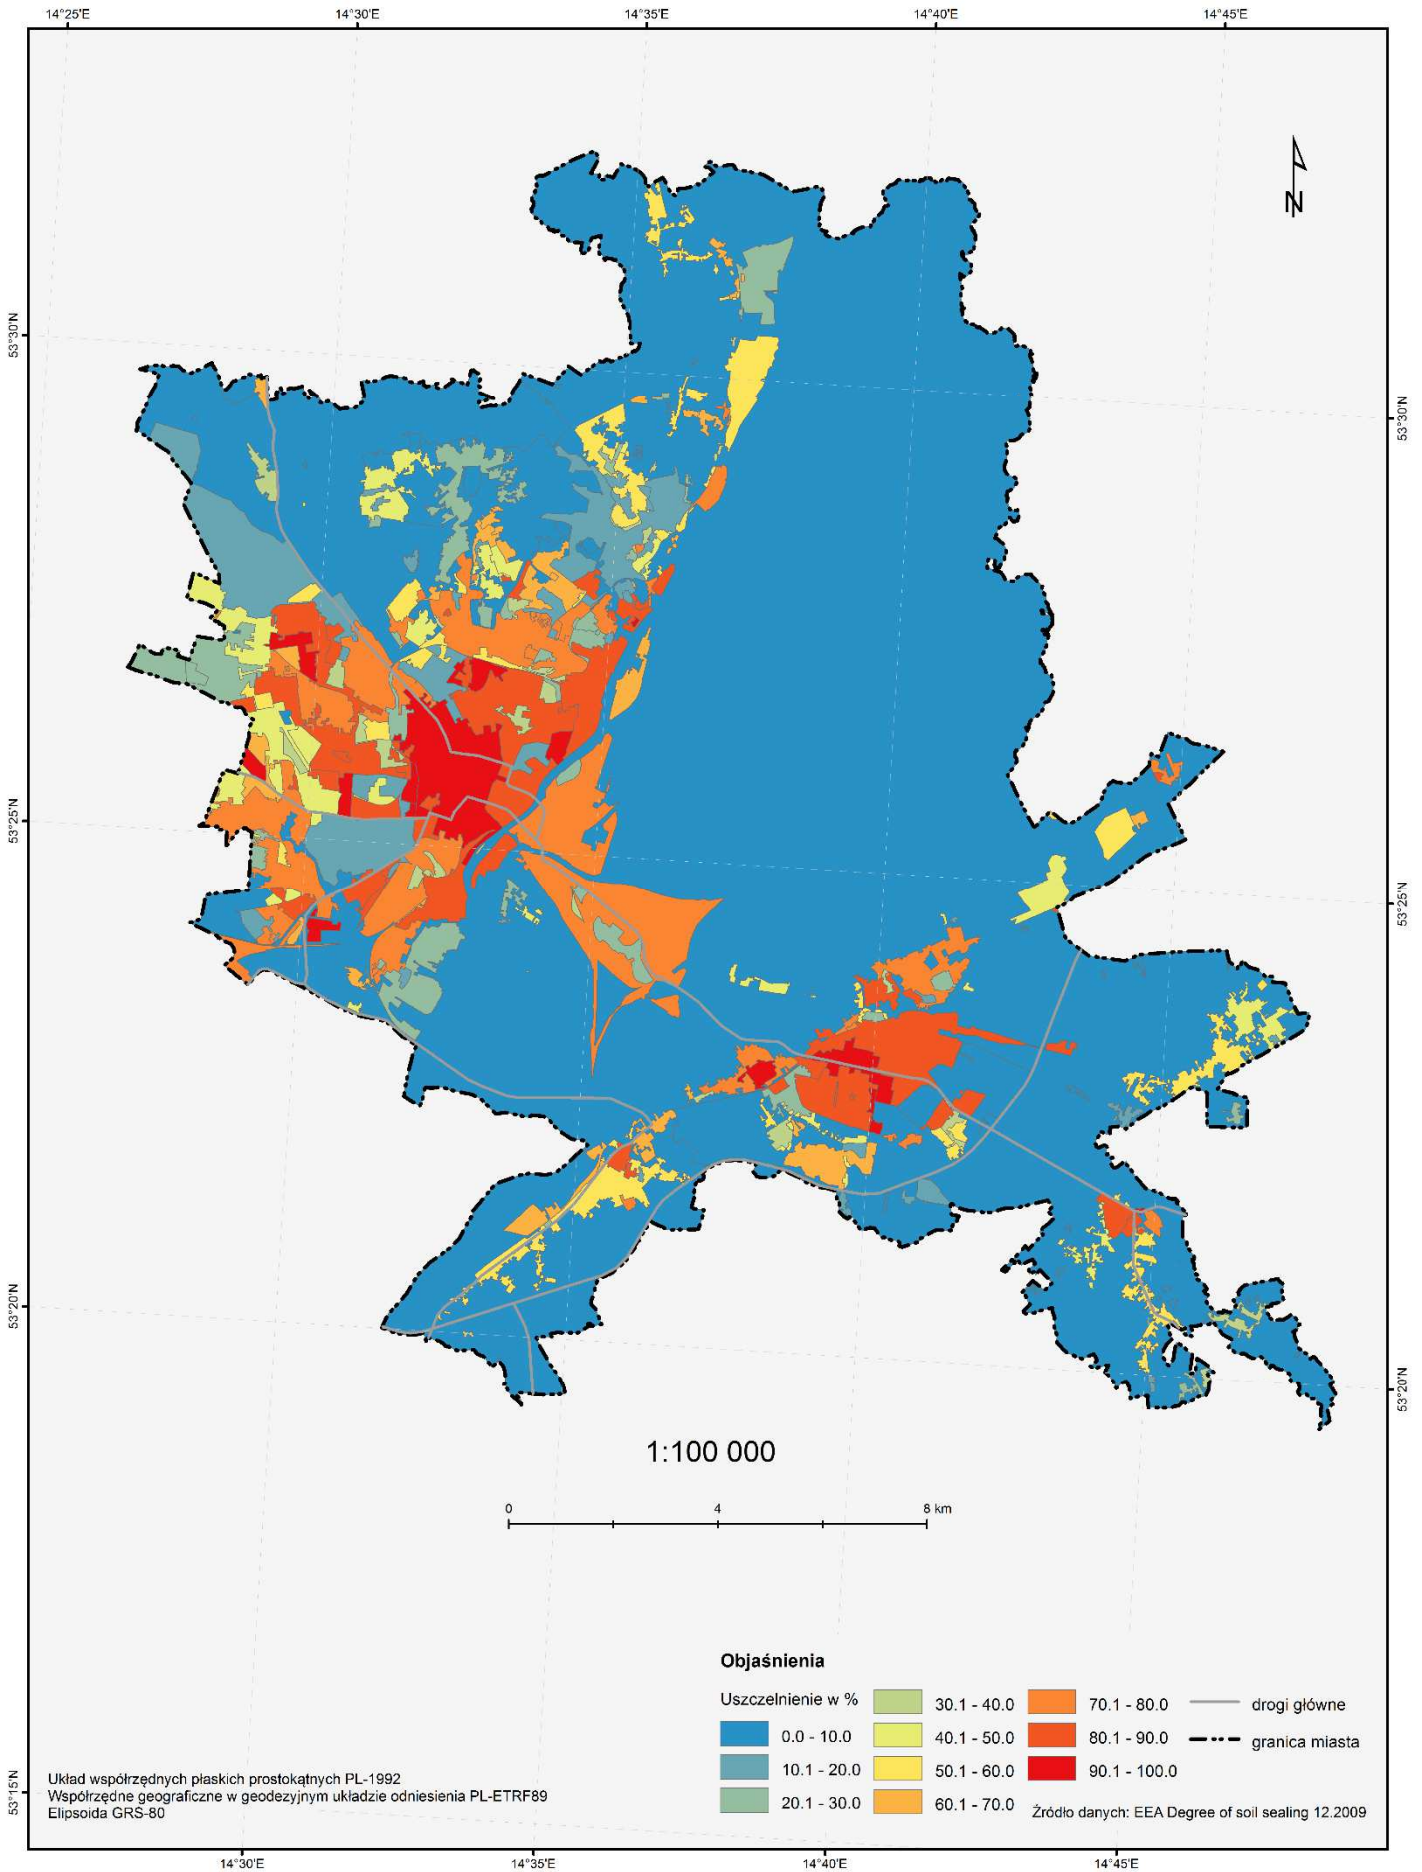 14°25'E 14°30'E 14°35'E 14°40'E 14°45'E
N
53°30'N
53°30'N
53°25'N
53°25'N
53°20'N
53°20'N
53°15'N
1:100 000
0 4 8 km
Objaśnienia
Uszczelnienie w %
0.0 - 10.0
10.1 - 20.0
20.1 - 30.0
30.1 - 40.0
40.1 - 50.0
50.1 - 60.0
60.1 - 70.0
70.1 - 80.0
80.1 - 90.0
90.1 - 100.0
drogi główne
granica miasta
Układ współrzędnych płaskich prostokątnych PL-1992
Współrzędne geograficzne w geodezyjnym układzie odniesienia PL-ETRF89
Elipsoida GRS-80
Źródło danych: EEA Degree of soil sealing 12.2009
14°30'E 14°35'E 14°40'E 14°45'E